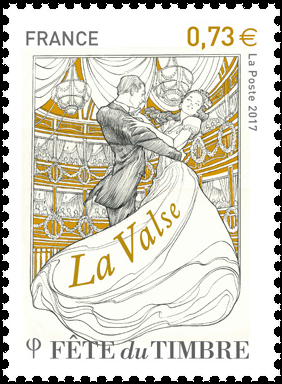 FRANCE 0,73 €
La Poste 2017
La Valse
FÊTE du TIMBRE